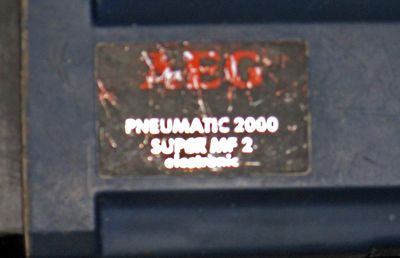 AEG
PNEUMATIC 2000
SUPER MF 2
electronic